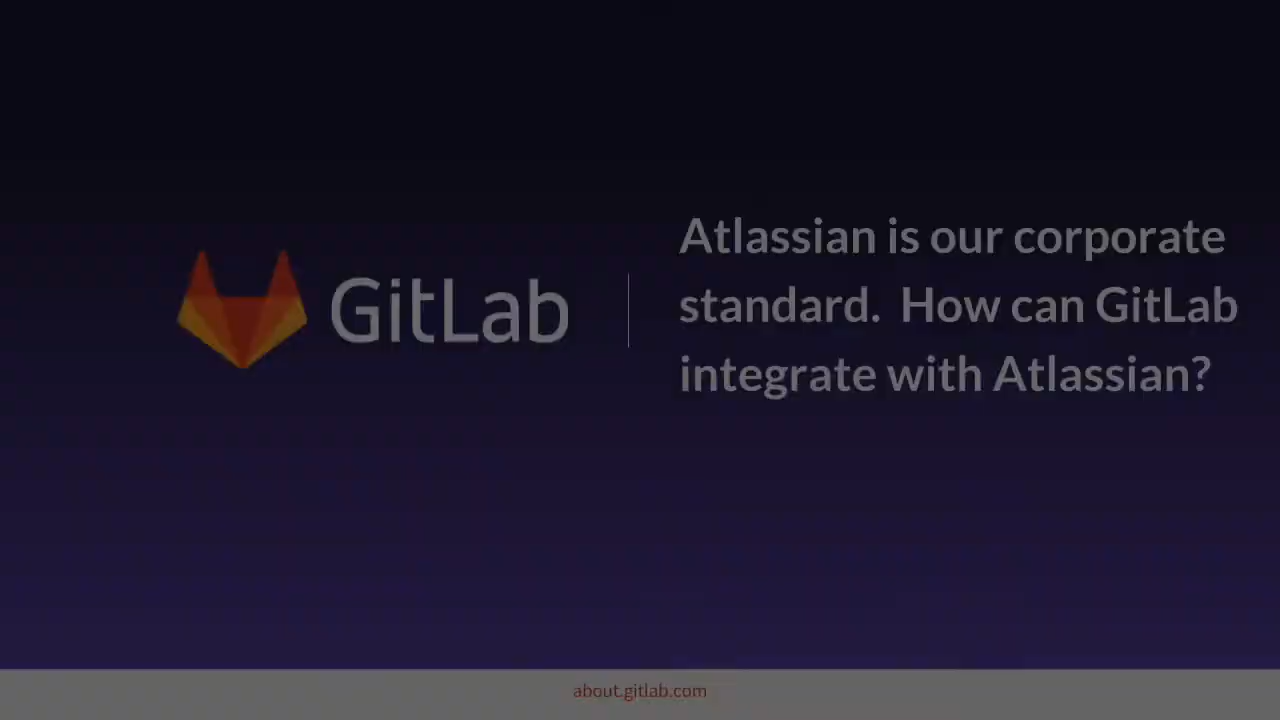 GitLab
Atlassian is our corporate
standard.  How can GitLab
integrate with Atlassian?
about.gitlab.com